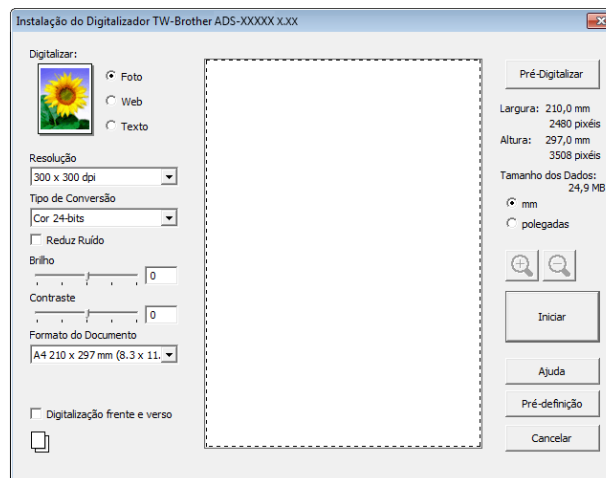 Instalação do Digitalizador TW-Brother ADS-XXXXX X.XX
Digitalizar:
Foto
Web
Texto
Resolução
300 x 300 dpi
Tipo de Conversão
Cor 24-bits
Reduz Ruído
Brilho
0
Contraste
0
Formato do Documento
A4 210 x 297 mm (8.3 x 11.
Digitalização frente e verso
Pré-Digitalizar
Largura: 210,0 mm
2480 pixéis
Altura: 297,0 mm
3508 pixéis
Tamanho dos Dados:
24,9 MB
mm
polegadas
Iniciar
Ajuda
Pré-definição
Cancelar